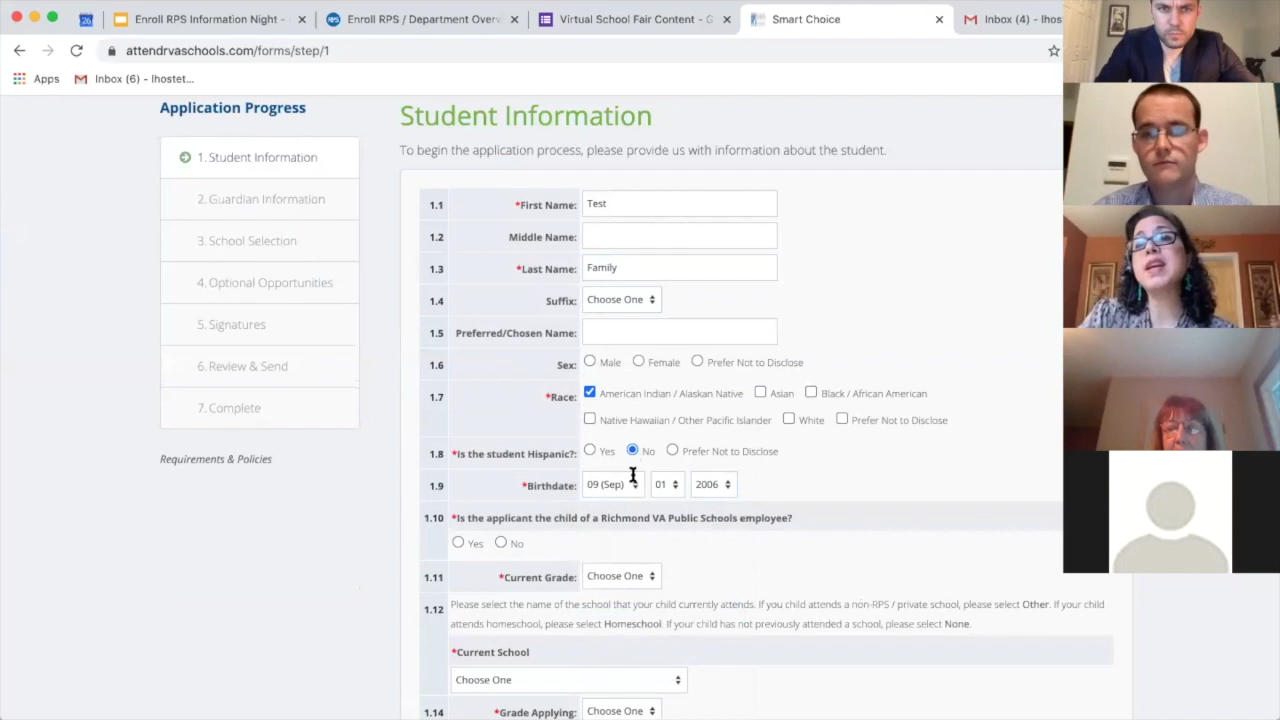 26 Enroll RPS Information Night - × Enroll RPS / Department Overv × Virtual School Fair Content - G × Smart Choice × Inbox (4) - lhos
attendrvaschools.com/forms/step/1
Apps Inbox (6) - lhostet...
Application Progress
1. Student Information
2. Guardian Information
3. School Selection
4. Optional Opportunities
5. Signatures
6. Review & Send
7. Complete
Requirements & Policies
Student Information
To begin the application process, please provide us with information about the student.
1.1 *First Name: Test
1.2 Middle Name:
1.3 *Last Name: Family
1.4 Suffix: Choose One
1.5 Preferred/Chosen Name:
1.6 Sex: Male Female Prefer Not to Disclose
1.7 *Race: American Indian / Alaskan Native Asian Black / African American
Native Hawaiian / Other Pacific Islander White Prefer Not to Disclose
1.8 *Is the student Hispanic?: Yes No Prefer Not to Disclose
1.9 *Birthdate: 09 (Sep) 01 2006
1.10 *Is the applicant the child of a Richmond VA Public Schools employee?
Yes No
1.11 *Current Grade: Choose One
1.12 Please select the name of the school that your child currently attends. If you child attends a non-RPS / private school, please select Other. If your child
attends homeschool, please select Homeschool. If your child has not previously attended a school, please select None.
*Current School
Choose One
1.14 *Grade Applying: Choose One